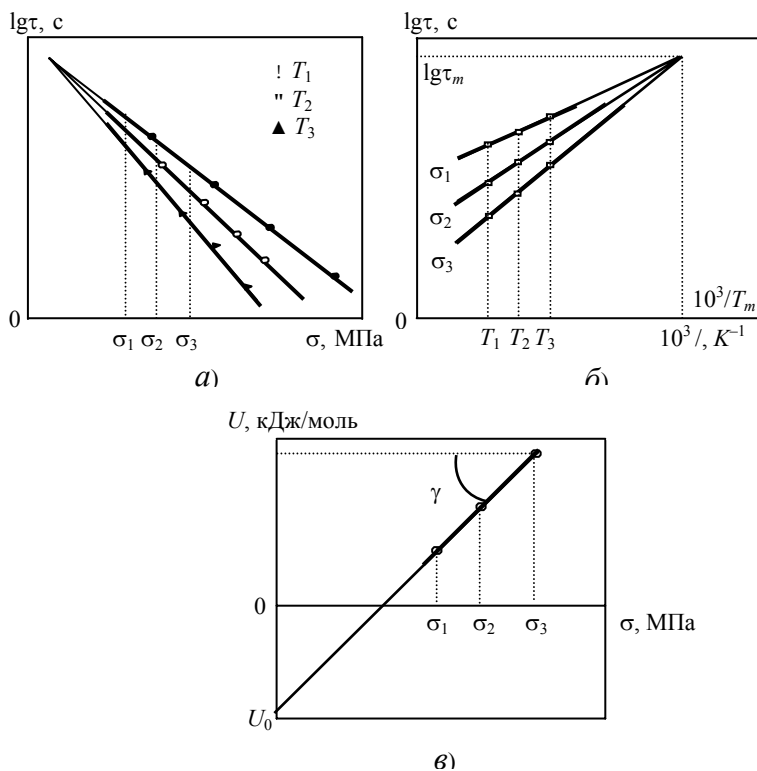 lgτ, с
! T1
" T2
▲ T3
0
σ1 σ2 σ3 σ, МПа
а)
lgτ, с
lgτm
σ1
σ2
σ3
10³/Tm
0
T1 T2 T3 10³/, K⁻¹
б)
U, кДж/моль
γ
0
σ1 σ2 σ3 σ, МПа
U0
в)